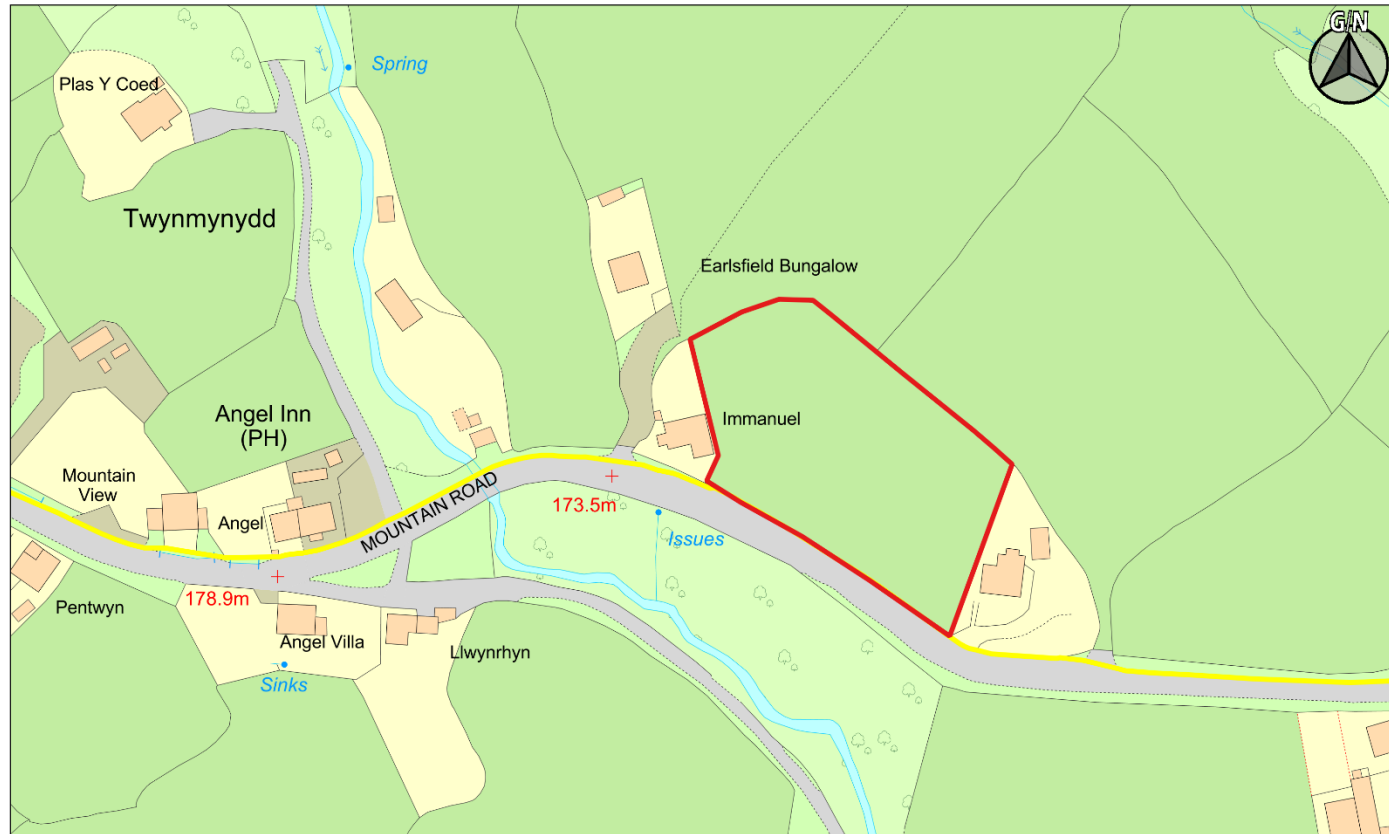 G/N
Spring
Plas Y Coed
Twynmynydd
Earlsfield Bungalow
Angel Inn
(PH)
Immanuel
Mountain
View
MOUNTAIN ROAD
173.5m
Angel
Issues
178.9m
Pentwyn
Angel Villa
Llwynrhyn
Sinks